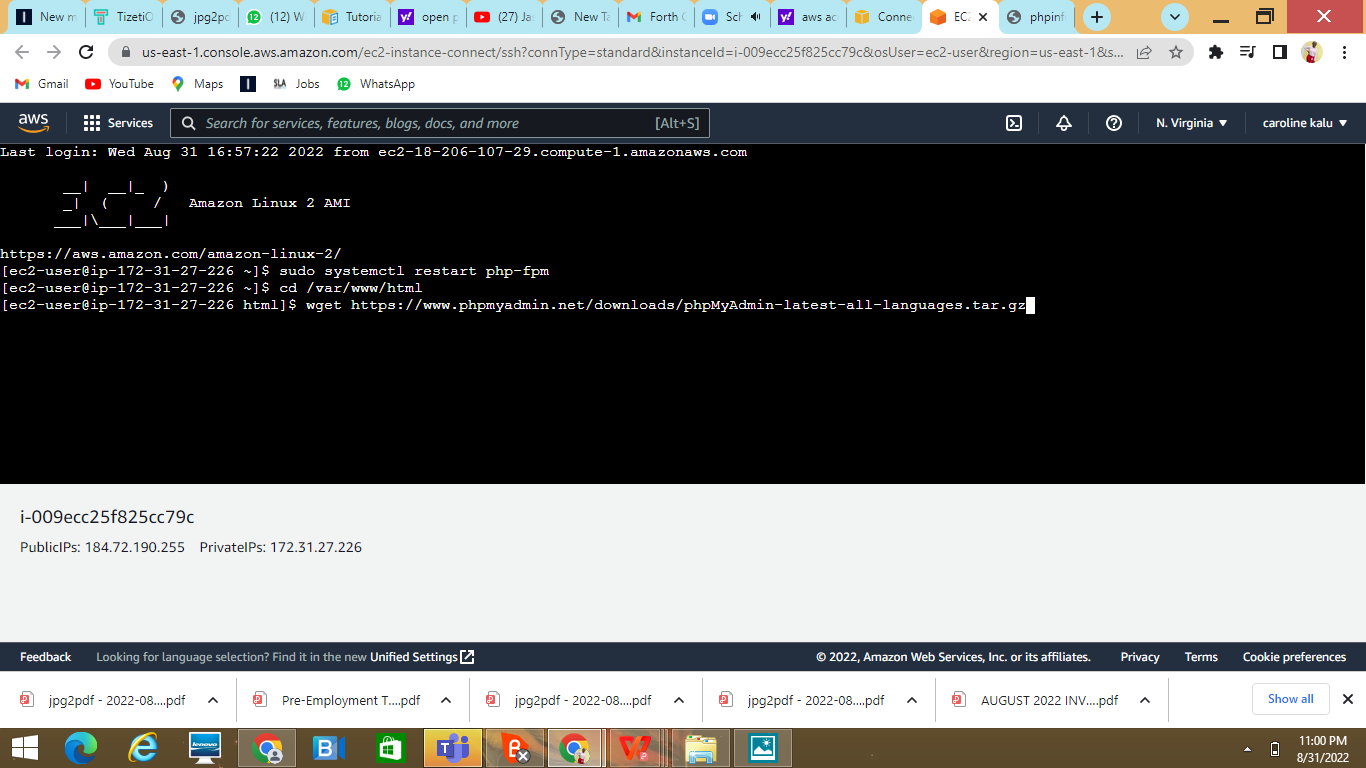 New m
TizetiO
jpg2pd
(12) W
Tutoria
open p
(27) Ja
New Ta
Forth C
Sch
aws ac
Conne
EC2
phpinf
us-east-1.console.aws.amazon.com/ec2-instance-connect/ssh?connType=standard&instanceId=i-009ecc25f825cc79c&osUser=ec2-user&region=us-east-1&s...
Gmail
YouTube
Maps
SLA
Jobs
12
WhatsApp
aws
Services
Search for services, features, blogs, docs, and more
[Alt+S]
N. Virginia
caroline kalu
Last login: Wed Aug 31 16:57:22 2022 from ec2-18-206-107-29.compute-1.amazonaws.com
__|  __|_  )
_|  (     /   Amazon Linux 2 AMI
___|\___|___|
https://aws.amazon.com/amazon-linux-2/
[ec2-user@ip-172-31-27-226 ~]$ sudo systemctl restart php-fpm
[ec2-user@ip-172-31-27-226 ~]$ cd /var/www/html
[ec2-user@ip-172-31-27-226 html]$ wget https://www.phpmyadmin.net/downloads/phpMyAdmin-latest-all-languages.tar.gz
i-009ecc25f825cc79c
PublicIPs: 184.72.190.255 PrivateIPs: 172.31.27.226
Feedback
Looking for language selection? Find it in the new Unified Settings
© 2022, Amazon Web Services, Inc. or its affiliates.
Privacy
Terms
Cookie preferences
jpg2pdf - 2022-08....pdf
Pre-Employment T....pdf
jpg2pdf - 2022-08....pdf
jpg2pdf - 2022-08....pdf
AUGUST 2022 INV....pdf
Show all
lenovo
11:00 PM
8/31/2022